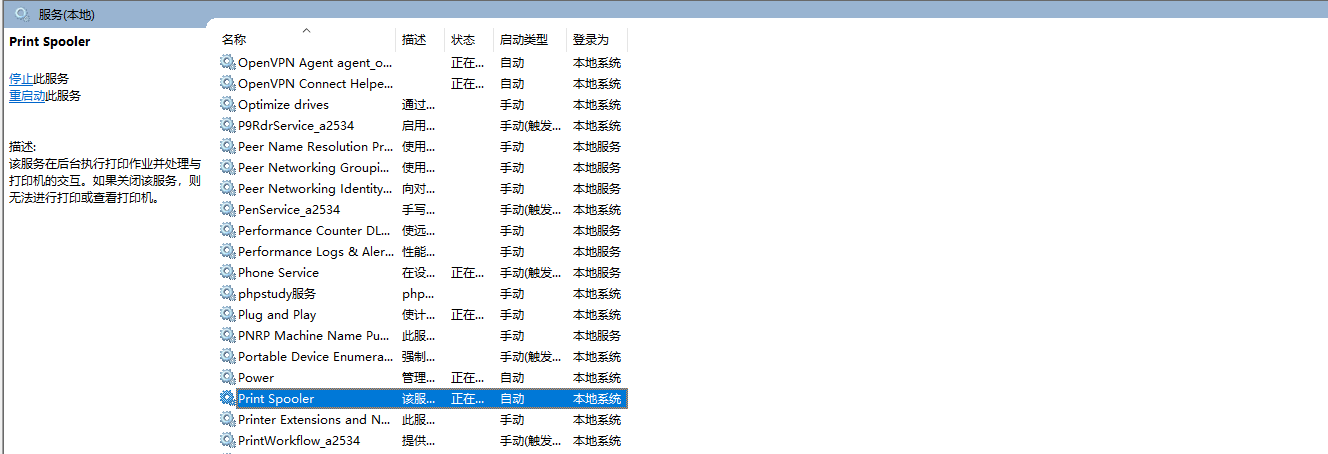 服务(本地)
Print Spooler
停止此服务
重启动此服务
描述:
该服务在后台执行打印作业并处理与
打印机的交互。如果关闭该服务，则
无法进行打印或查看打印机。
名称 描述 状态 启动类型 登录为
OpenVPN Agent agent_o... 正在... 自动 本地系统
OpenVPN Connect Helpe... 正在... 自动 本地系统
Optimize drives 通过... 手动 本地系统
P9RdrService_a2534 启用... 手动(触发... 本地系统
Peer Name Resolution Pr... 使用... 手动 本地服务
Peer Networking Groupi... 使用... 手动 本地服务
Peer Networking Identity... 向对... 手动 本地服务
PenService_a2534 手写... 手动(触发... 本地系统
Performance Counter DL... 使远... 手动 本地服务
Performance Logs & Aler... 性能... 手动 本地服务
Phone Service 在设... 正在... 手动(触发... 本地服务
phpstudy服务 php... 手动 本地系统
Plug and Play 使计... 正在... 手动 本地系统
PNRP Machine Name Pu... 此服... 手动 本地服务
Portable Device Enumera... 强制... 手动(触发... 本地系统
Power 管理... 正在... 自动 本地系统
Print Spooler 该服... 正在... 自动 本地系统
Printer Extensions and N... 此服... 手动 本地系统
PrintWorkflow_a2534 提供... 手动(触发... 本地系统